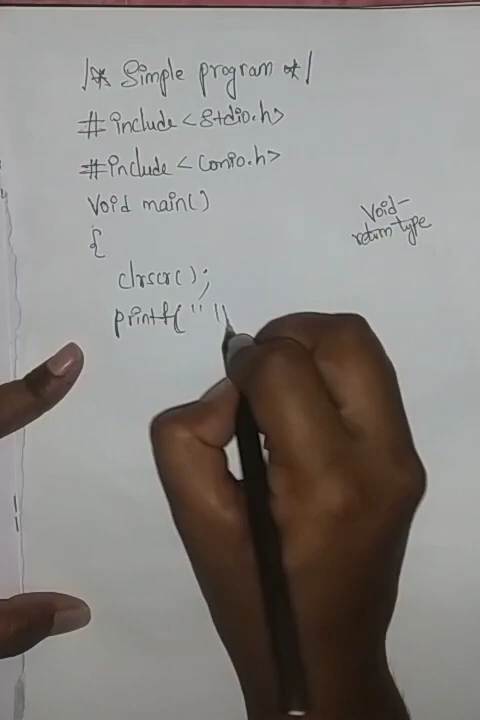 /* Simple program */
#include <stdio.h>
#include <conio.h>
Void main()
{
clrscr();
printf(" "
Void-
return type